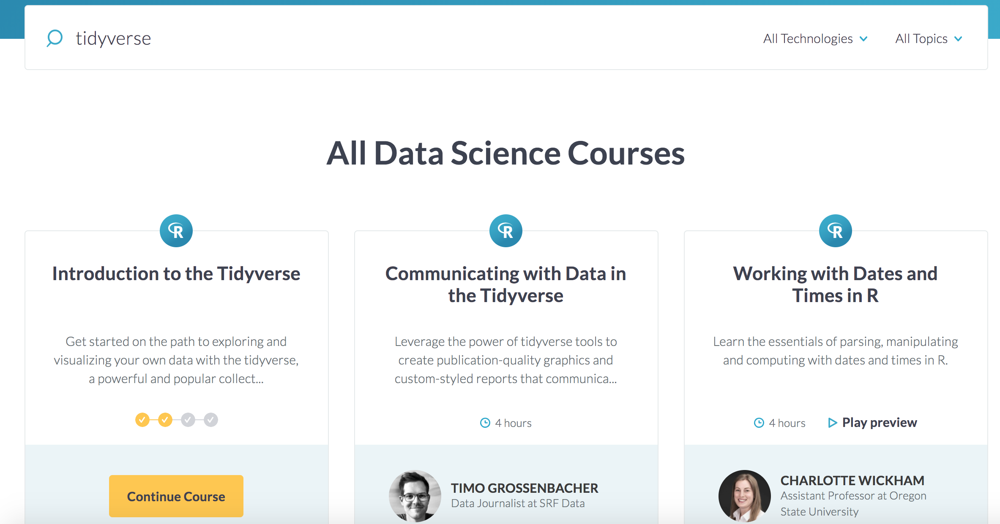 tidyverse
All Technologies
All Topics
All Data Science Courses
R
R
R
Introduction to the Tidyverse
Get started on the path to exploring and
visualizing your own data with the tidyverse,
a powerful and popular collect...
Continue Course
Communicating with Data in
the Tidyverse
Leverage the power of tidyverse tools to
create publication-quality graphics and
custom-styled reports that communica...
4 hours
TIMO GROSSENBACHER
Data Journalist at SRF Data
Working with Dates and
Times in R
Learn the essentials of parsing, manipulating
and computing with dates and times in R.
4 hours
Play preview
CHARLOTTE WICKHAM
Assistant Professor at Oregon
State University